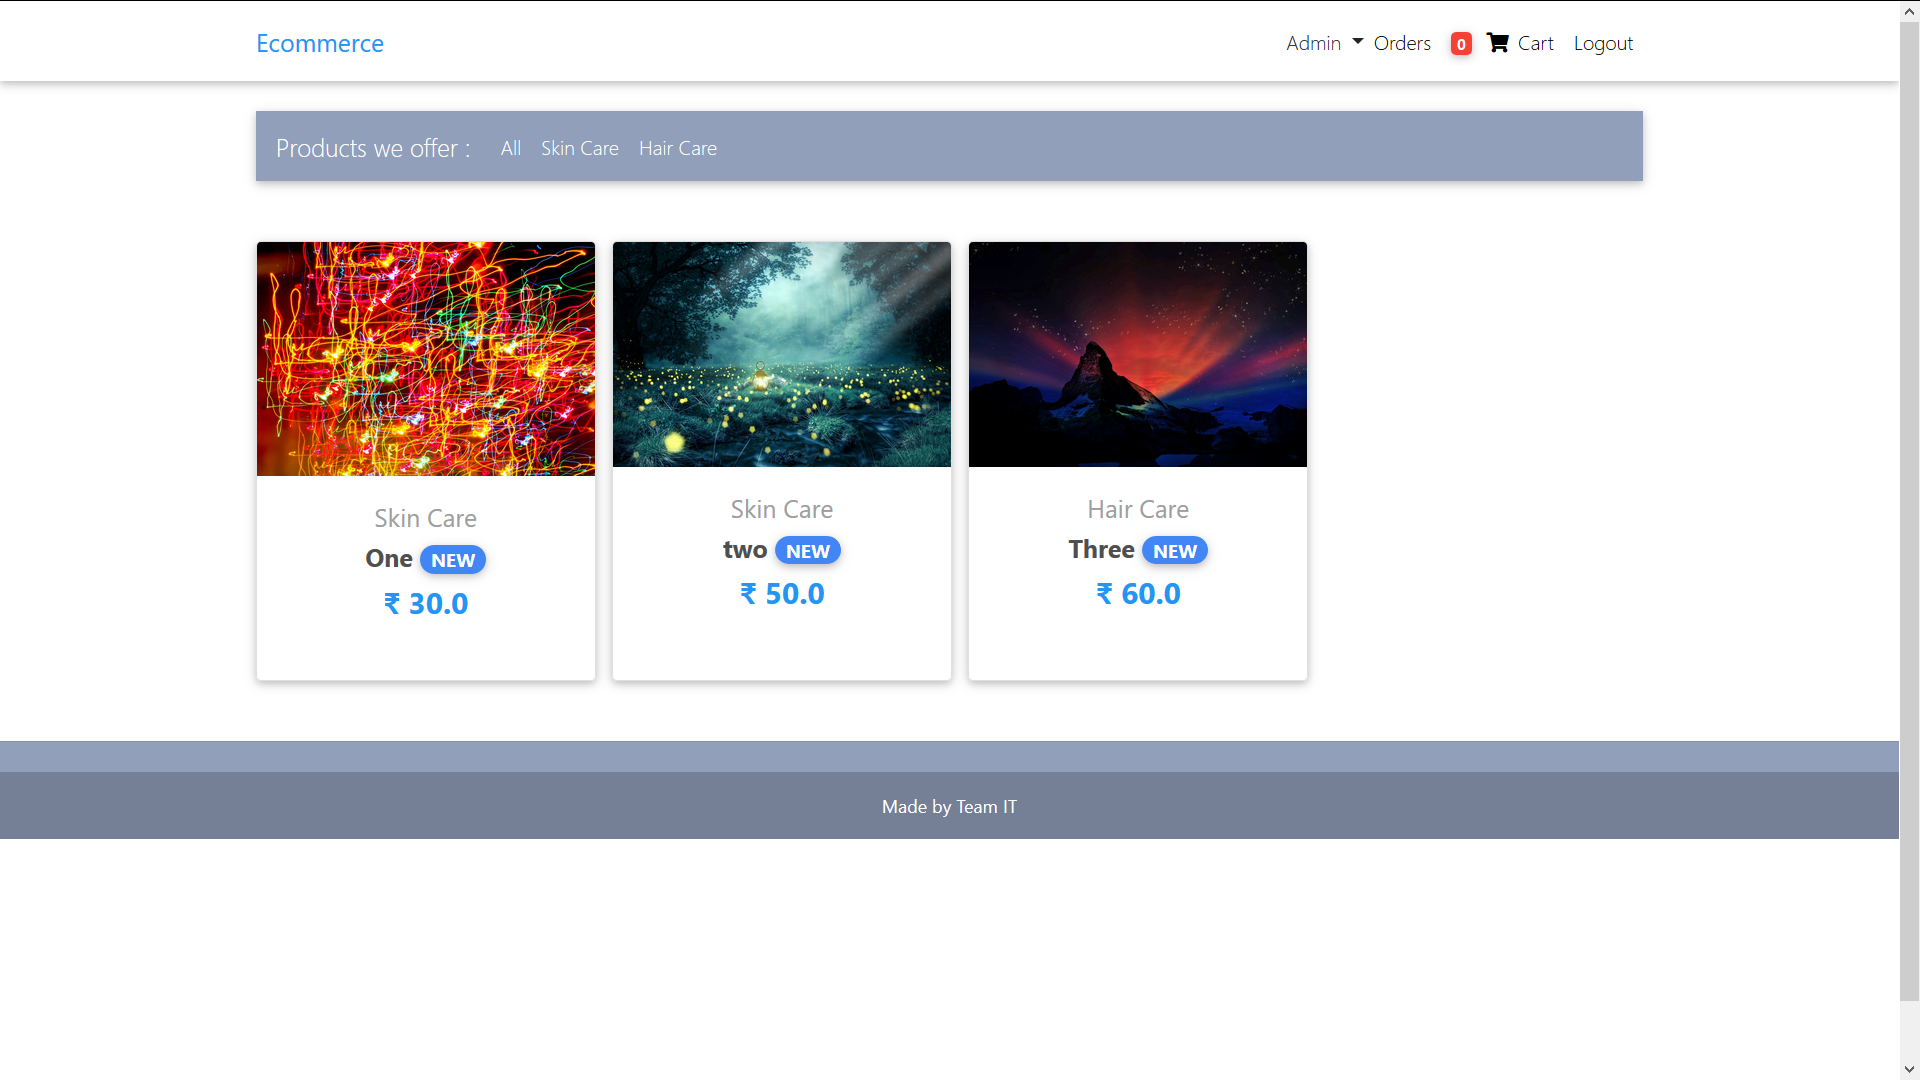 Ecommerce
Admin Orders 0 Cart Logout
Products we offer : All Skin Care Hair Care
Skin Care
One NEW
₹ 30.0
Skin Care
two NEW
₹ 50.0
Hair Care
Three NEW
₹ 60.0
Made by Team IT